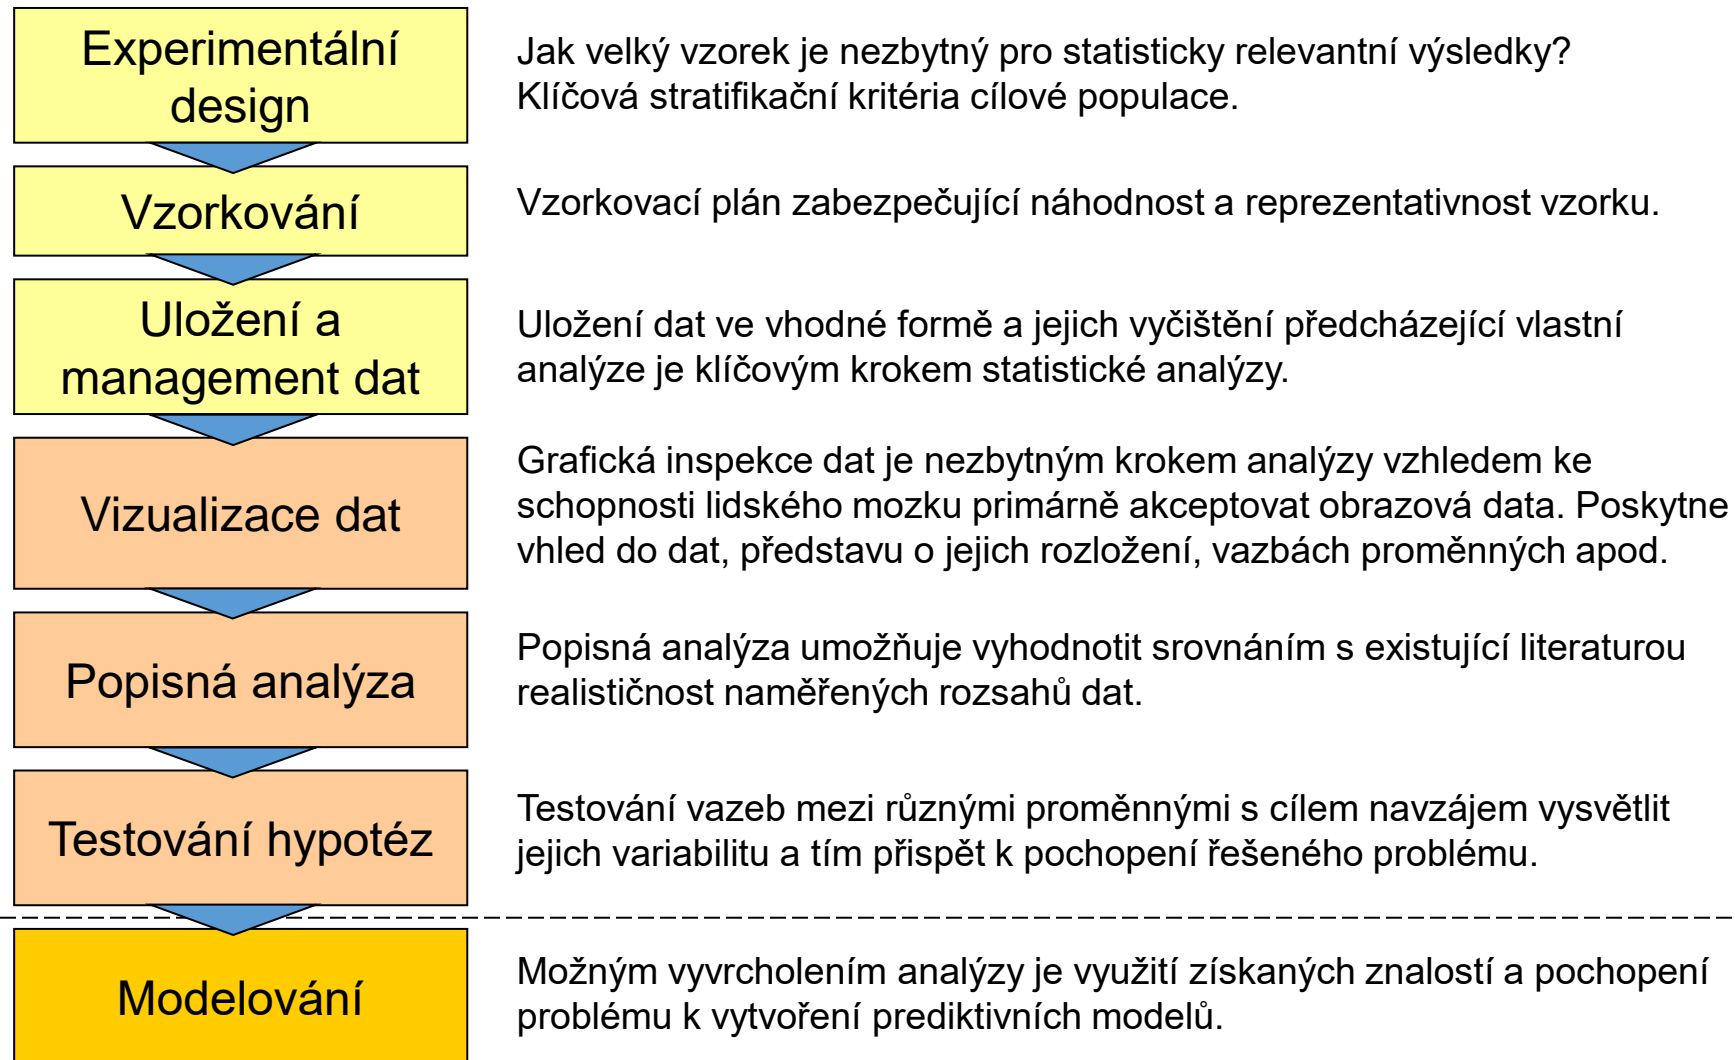 Experimentální
design
Jak velký vzorek je nezbytný pro statisticky relevantní výsledky?
Klíčová stratifikační kritéria cílové populace.
Vzorkování
Vzorkovací plán zabezpečující náhodnost a reprezentativnost vzorku.
Uložení a
management dat
Uložení dat ve vhodné formě a jejich vyčištění předcházející vlastní
analýze je klíčovým krokem statistické analýzy.
Vizualizace dat
Grafická inspekce dat je nezbytným krokem analýzy vzhledem ke
schopnosti lidského mozku primárně akceptovat obrazová data. Poskytne
vhled do dat, představu o jejich rozložení, vazbách proměnných apod.
Popisná analýza
Popisná analýza umožňuje vyhodnotit srovnáním s existující literaturou
realističnost naměřených rozsahů dat.
Testování hypotéz
Testování vazeb mezi různými proměnnými s cílem navzájem vysvětlit
jejich variabilitu a tím přispět k pochopení řešeného problému.
Modelování
Možným vyvrcholením analýzy je využití získaných znalostí a pochopení
problému k vytvoření prediktivních modelů.